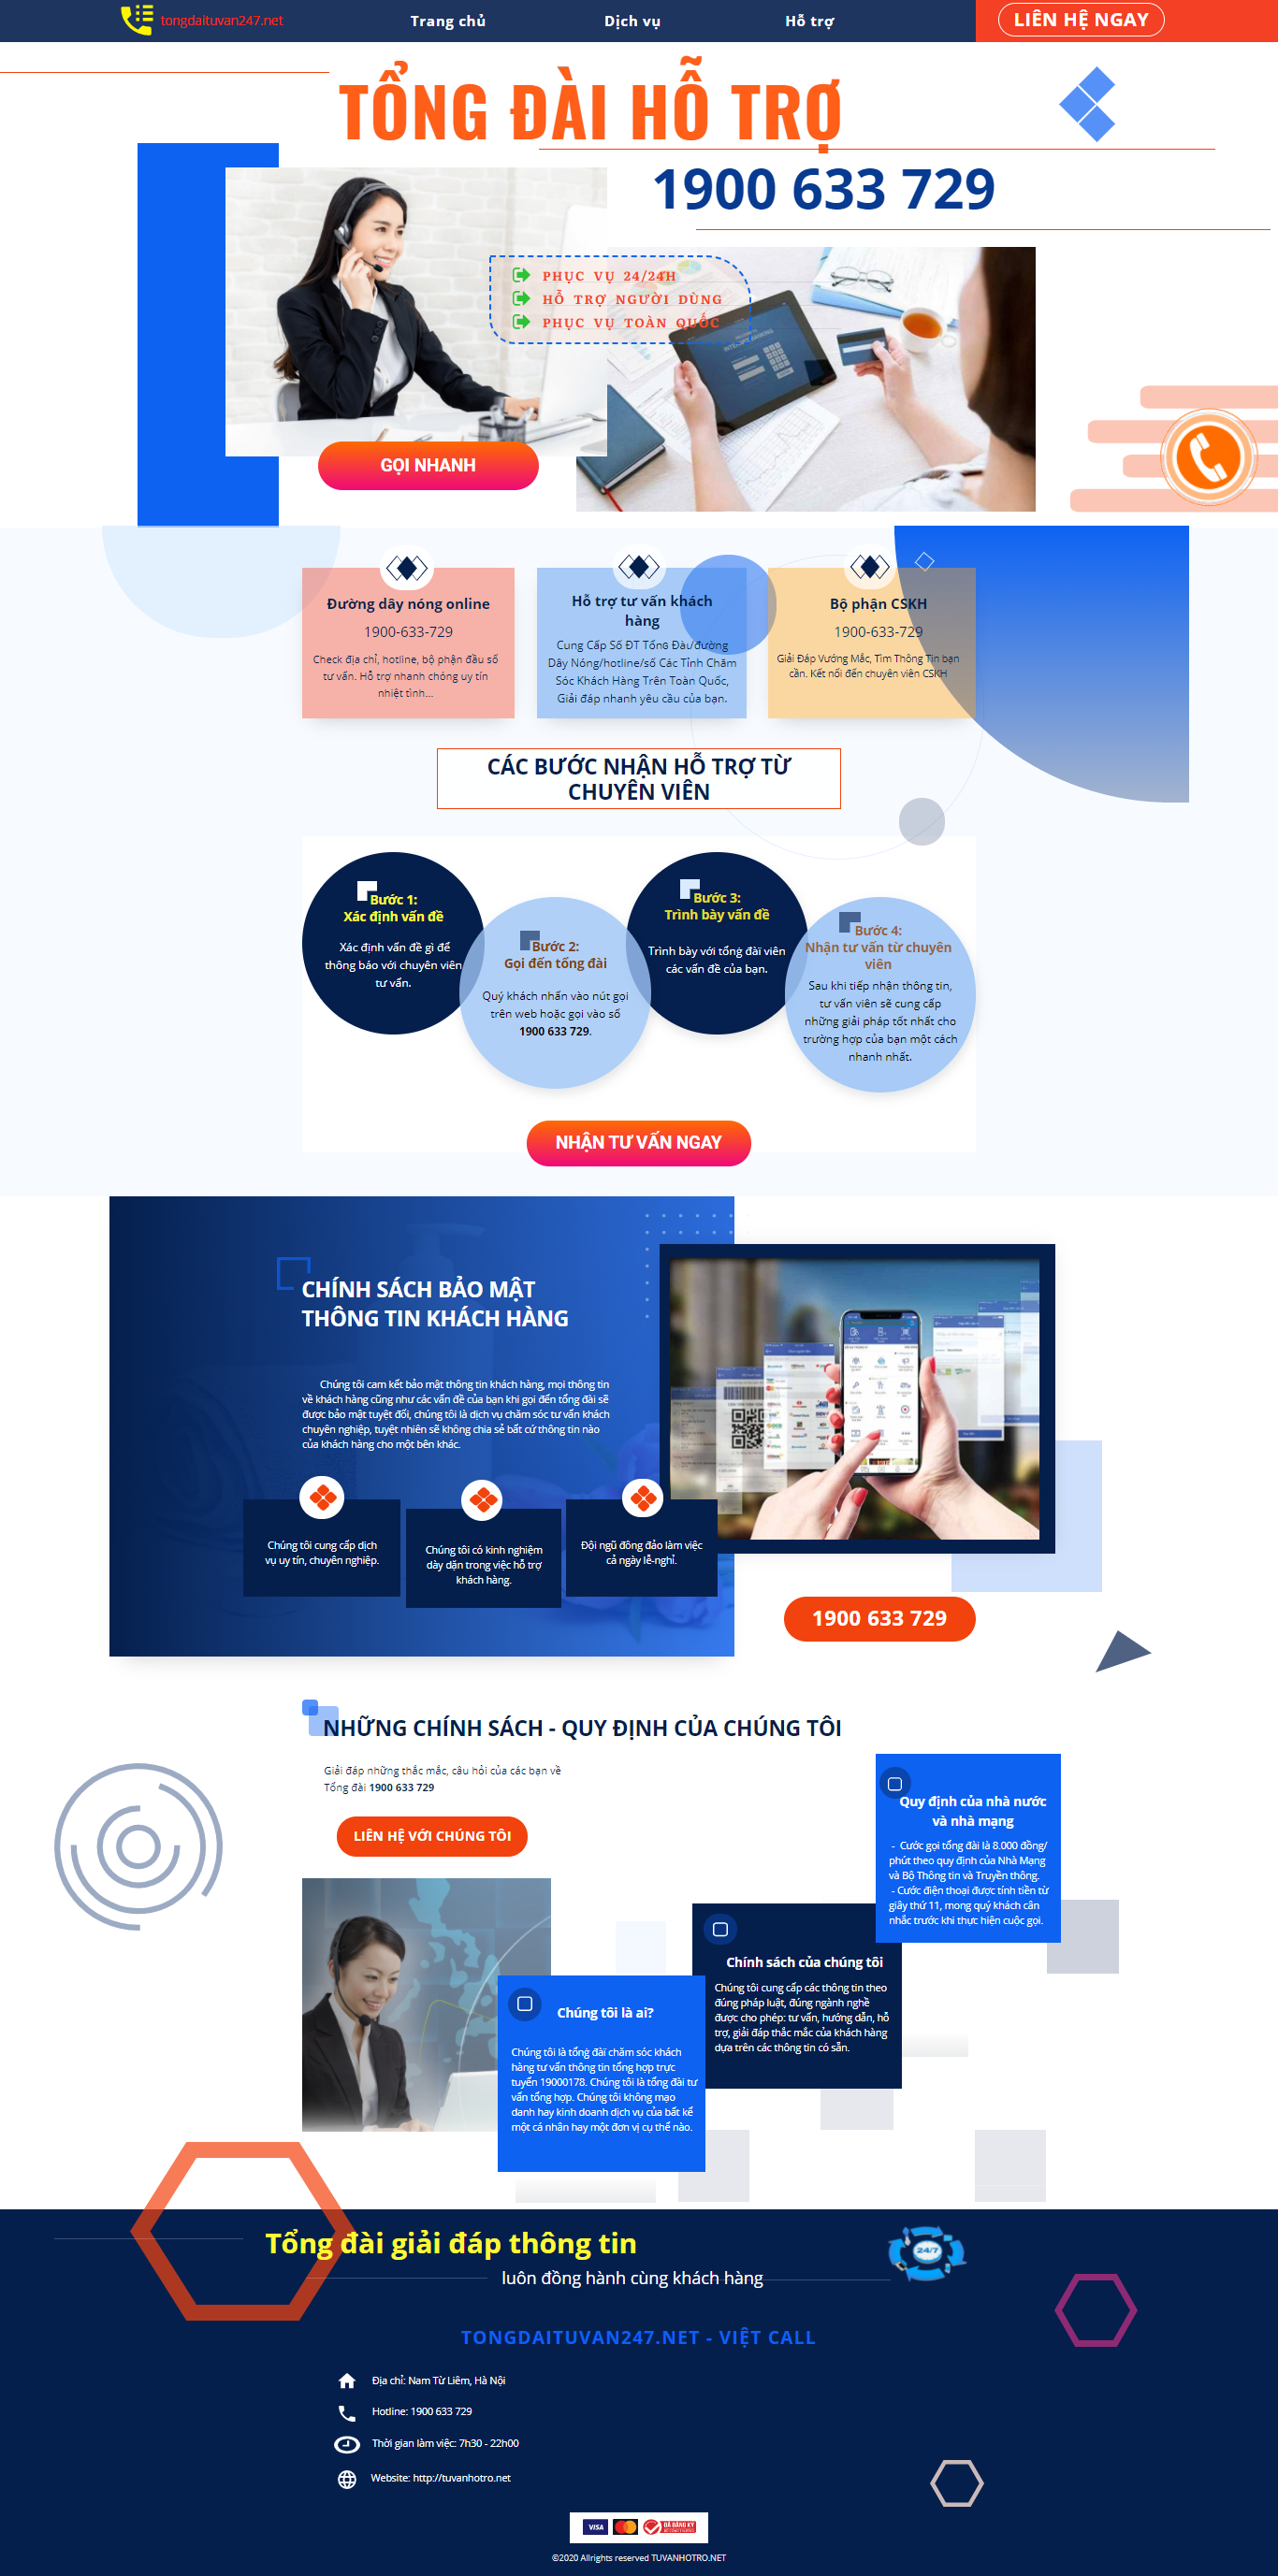 tongdaituvan247.net
Trang chủ
Dịch vụ
Hỗ trợ
LIÊN HỆ NGAY
TỔNG ĐÀI HỖ TRỢ
1900 633 729
PHỤC VỤ 24/24H
HỖ TRỢ NGƯỜI DÙNG
PHỤC VỤ TOÀN QUỐC
GỌI NHANH
Đường dây nóng online
1900-633-729
Check địa chỉ, hotline, bộ phận đầu số
tư vấn. Hỗ trợ nhanh chóng uy tín
nhiệt tình...
Hỗ trợ tư vấn khách
hàng
Cung Cấp Số ĐT Tổng Đài/đường
Dây Nóng/hotline/số Các Tỉnh Chăm
Sóc Khách Hàng Trên Toàn Quốc,
Giải đáp nhanh yêu cầu của bạn.
Bộ phận CSKH
1900-633-729
Giải Đáp Vướng Mắc, Tìm Thông Tin bạn
cần. Kết nối đến chuyên viên CSKH
CÁC BƯỚC NHẬN HỖ TRỢ TỪ
CHUYÊN VIÊN
Bước 1:
Xác định vấn đề
Xác định vấn đề gì để
thông báo với chuyên viên
tư vấn.
Bước 2:
Gọi đến tổng đài
Quý khách nhấn vào nút gọi
trên web hoặc gọi vào số
1900 633 729.
Bước 3:
Trình bày vấn đề
Trình bày với tổng đài viên
các vấn đề của bạn.
Bước 4:
Nhận tư vấn từ chuyên
viên
Sau khi tiếp nhận thông tin,
tư vấn viên sẽ cung cấp
những giải pháp tốt nhất cho
trường hợp của bạn một cách
nhanh nhất.
NHẬN TƯ VẤN NGAY
CHÍNH SÁCH BẢO MẬT
THÔNG TIN KHÁCH HÀNG
Chúng tôi cam kết bảo mật thông tin khách hàng, mọi thông tin
về khách hàng cũng như các vấn đề của bạn khi gọi đến tổng đài sẽ
được bảo mật tuyệt đối, chúng tôi là dịch vụ chăm sóc tư vấn khách
chuyên nghiệp, tuyệt nhiên sẽ không chia sẻ bất cứ thông tin nào
của khách hàng cho một bên khác.
Chúng tôi cung cấp dịch
vụ uy tín, chuyên nghiệp.
Chúng tôi có kinh nghiệm
dày dặn trong việc hỗ trợ
khách hàng.
Đội ngũ đông đảo làm việc
cả ngày lễ-nghỉ.
1900 633 729
NHỮNG CHÍNH SÁCH - QUY ĐỊNH CỦA CHÚNG TÔI
Giải đáp những thắc mắc, câu hỏi của các bạn về
Tổng đài 1900 633 729
LIÊN HỆ VỚI CHÚNG TÔI
Quy định của nhà nước
và nhà mạng
- Cước gọi tổng đài là 8.000 đồng/
phút theo quy định của Nhà Mạng
và Bộ Thông tin và Truyền thông.
- Cước điện thoại được tính tiền từ
giây thứ 11, mong quý khách cân
nhắc trước khi thực hiện cuộc gọi.
Chính sách của chúng tôi
Chúng tôi cung cấp các thông tin theo
đúng pháp luật, đúng ngành nghề
được cho phép: tư vấn, hướng dẫn, hỗ
trợ, giải đáp thắc mắc của khách hàng
dựa trên các thông tin có sẵn.
Chúng tôi là ai?
Chúng tôi là tổng đài chăm sóc khách
hàng tư vấn thông tin tổng hợp trực
tuyến 19000178. Chúng tôi là tổng đài tư
vấn tổng hợp. Chúng tôi không mạo
danh hay kinh doanh dịch vụ của bất kể
một cá nhân hay một đơn vị cụ thể nào.
Tổng đài giải đáp thông tin
24/7
luôn đồng hành cùng khách hàng
TONGDAITUVAN247.NET - VIỆT CALL
Địa chỉ: Nam Từ Liêm, Hà Nội
Hotline: 1900 633 729
Thời gian làm việc: 7h30 - 22h00
Website: http://tuvanhotro.net
VISA
ĐÃ ĐĂNG KÝ
©2020 Allrights reserved TUVANHOTRO.NET